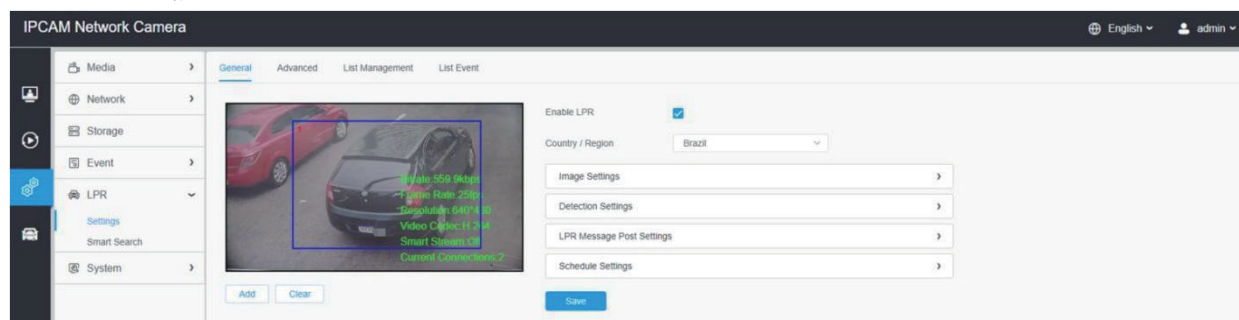 IPCAM Network Camera
English
admin
Media
Network
Storage
Event
LPR
Settings
Smart Search
System
General Advanced List Management List Event
1
Bitrate:559.9kbps
Frame Rate:25fps
Resolution:640*480
Video Codec:H.264
Smart Stream:Off
Current Connections:2
Add Clear
Enable LPR
Country / Region Brazil
Image Settings
Detection Settings
LPR Message Post Settings
Schedule Settings
Save